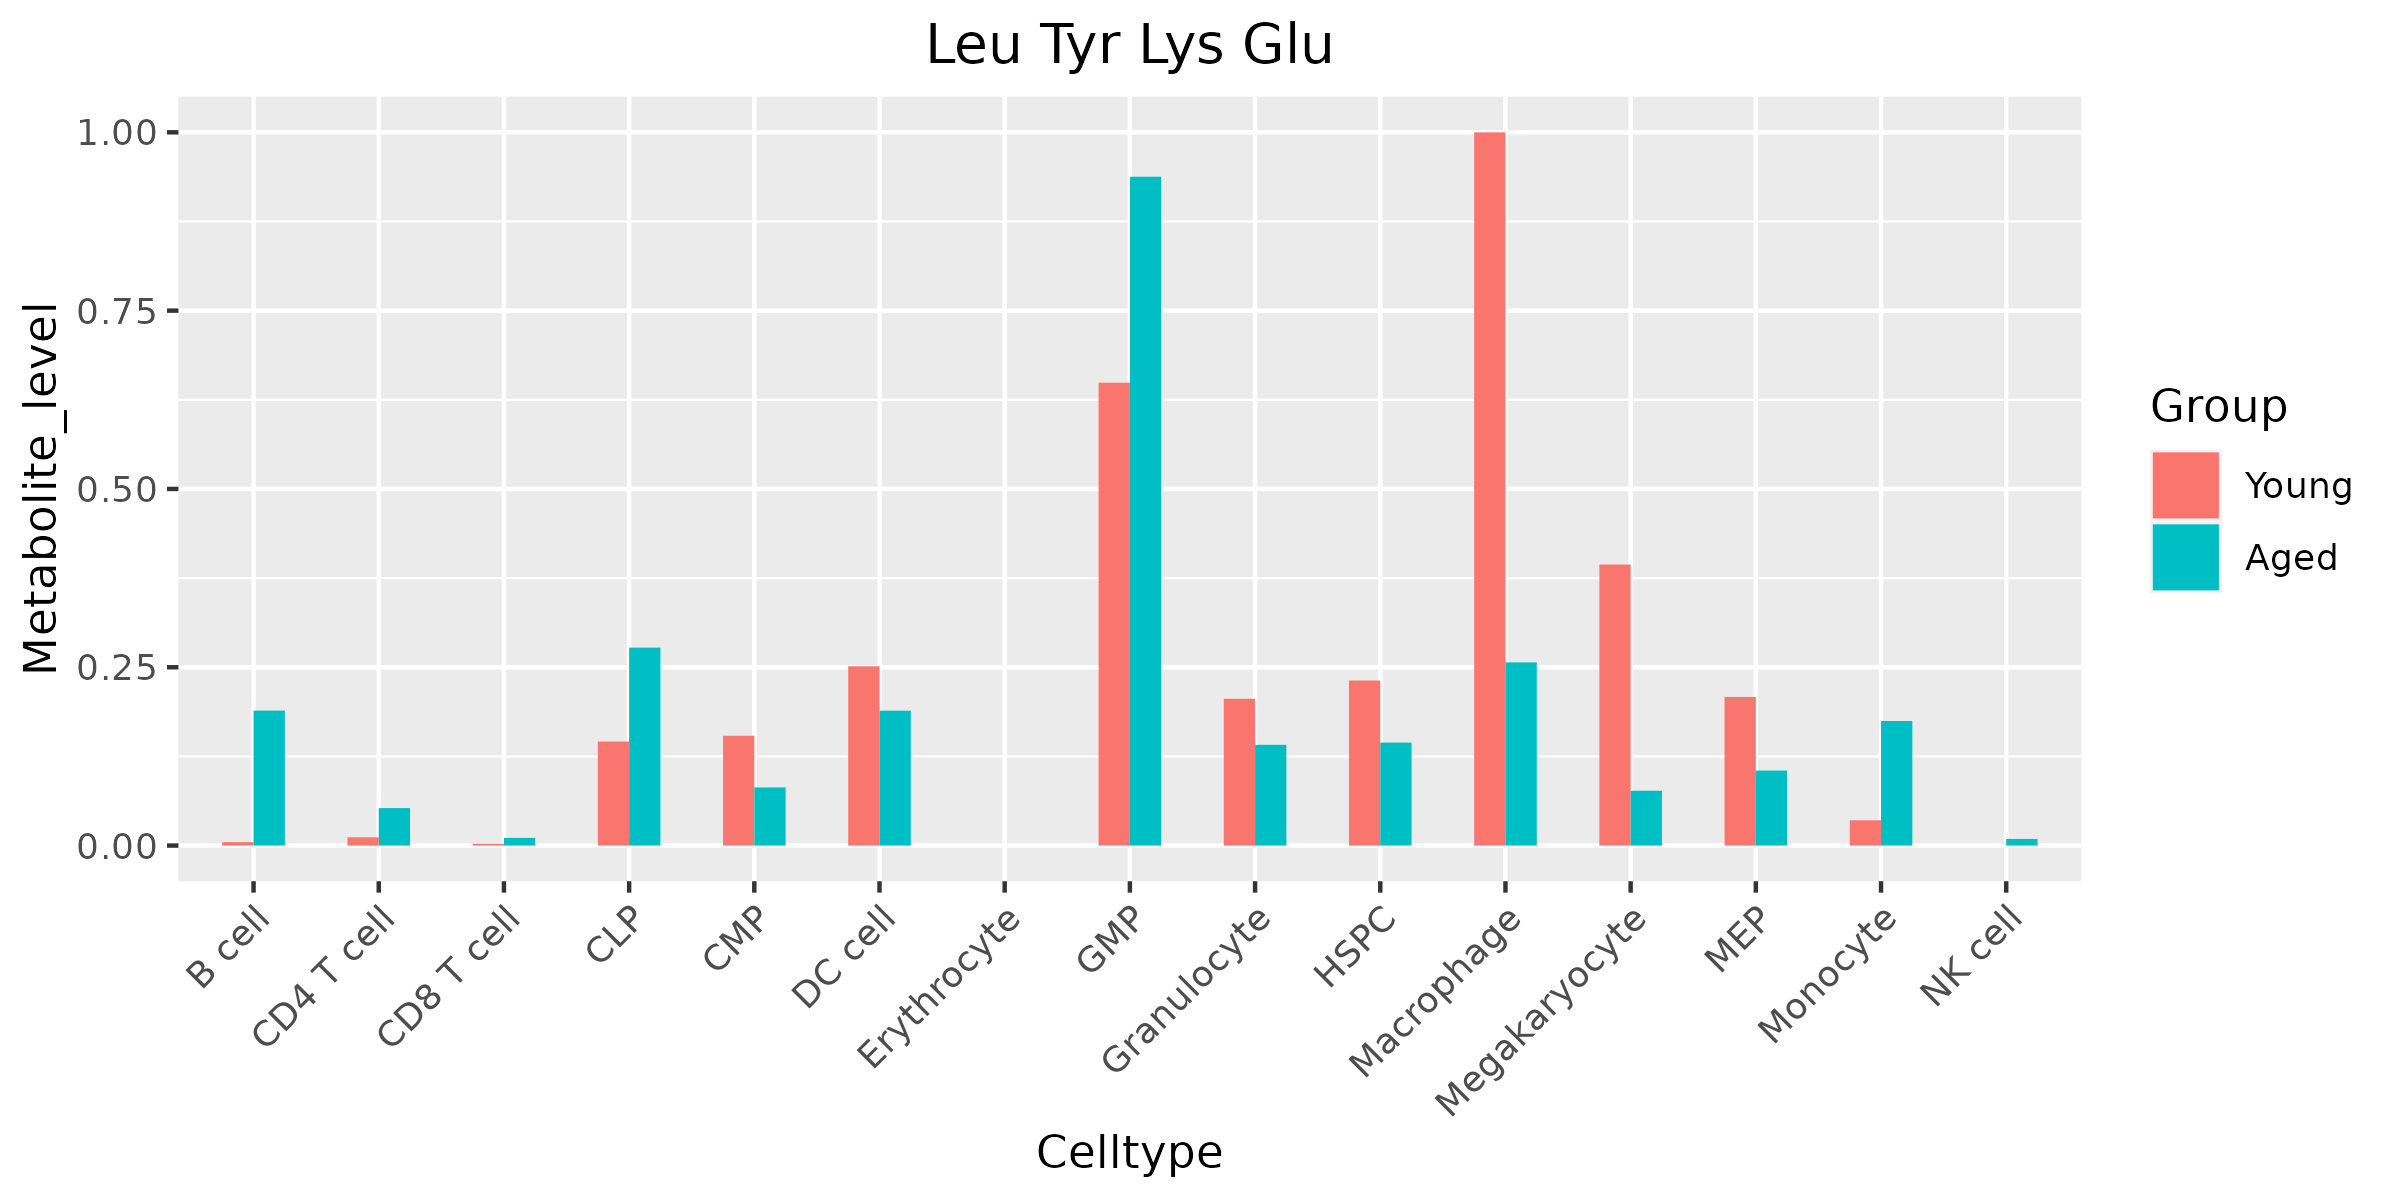 Leu Tyr Lys Glu
Metabolite_level
1.00
0.75
0.50
0.25
0.00
B cell
CD4 T cell
CD8 T cell
CLP
CMP
DC cell
Erythrocyte
GMP
Granulocyte
HSPC
Macrophage
Megakaryocyte
MEP
Monocyte
NK cell
Celltype
Group
Young
Aged